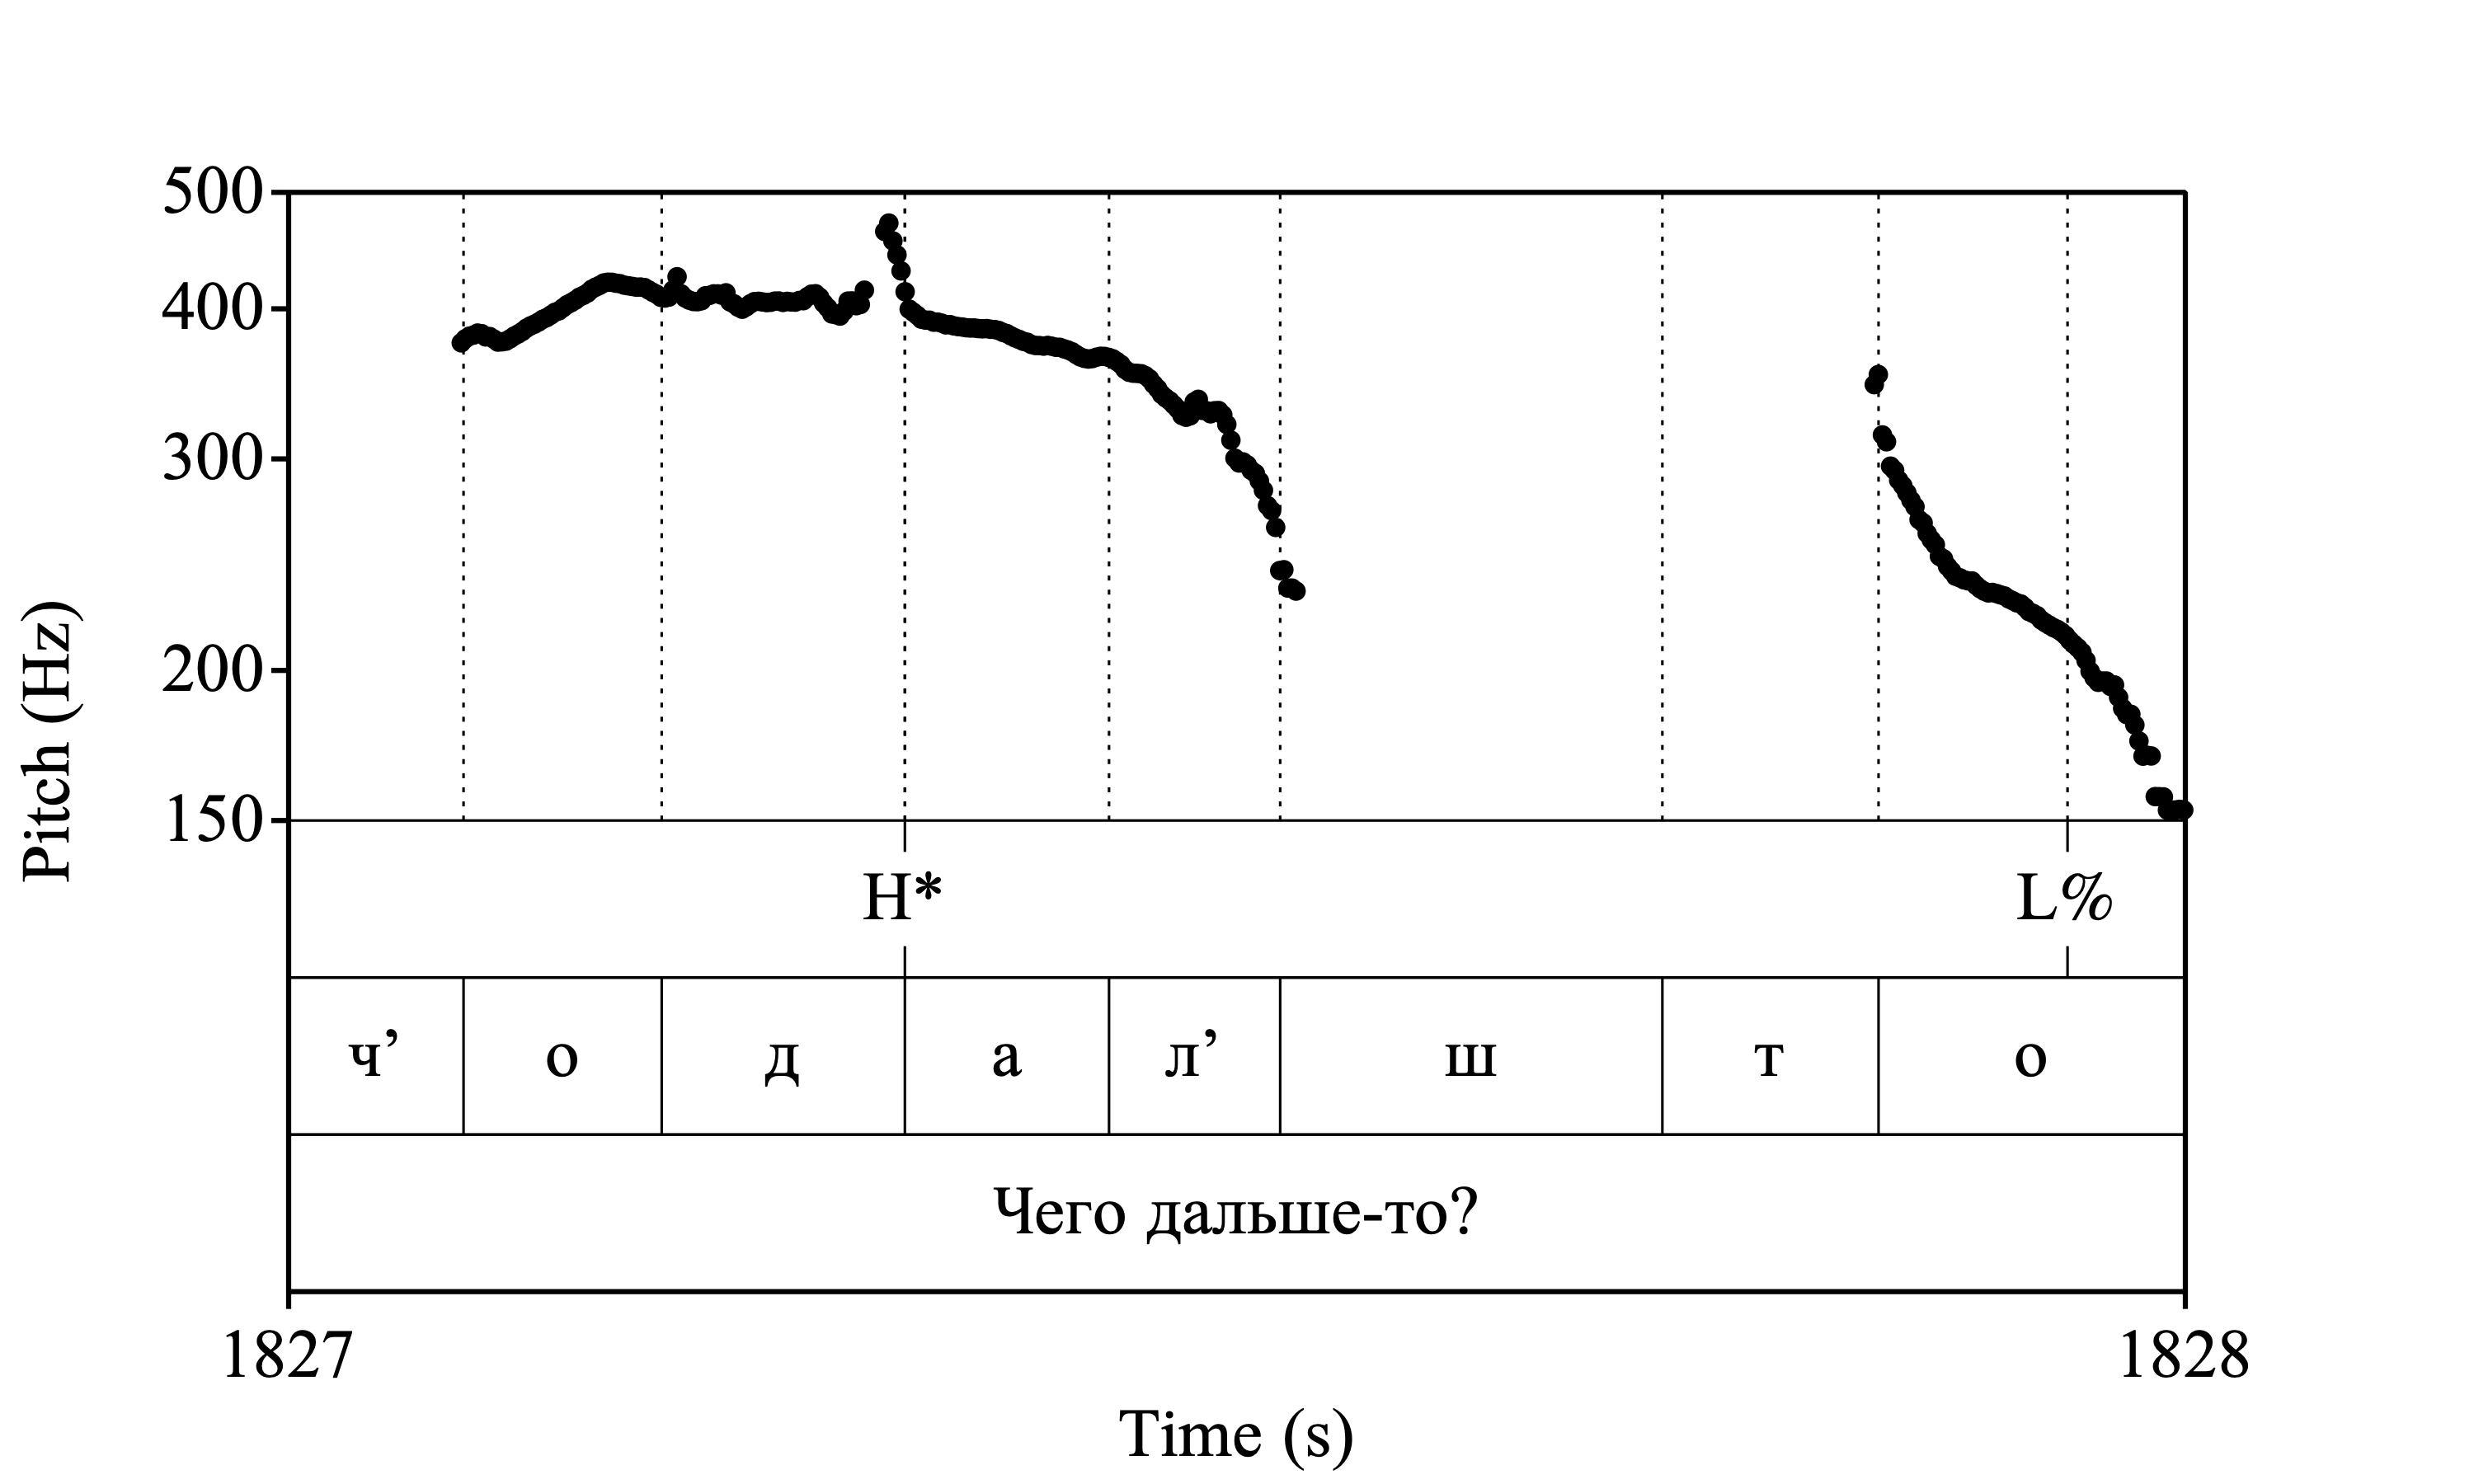 500
400
300
200
150
Pitch (Hz)
H* L%
ч’ о д а л’ ш т о
Чего дальше-то?
1827 1828
Time (s)